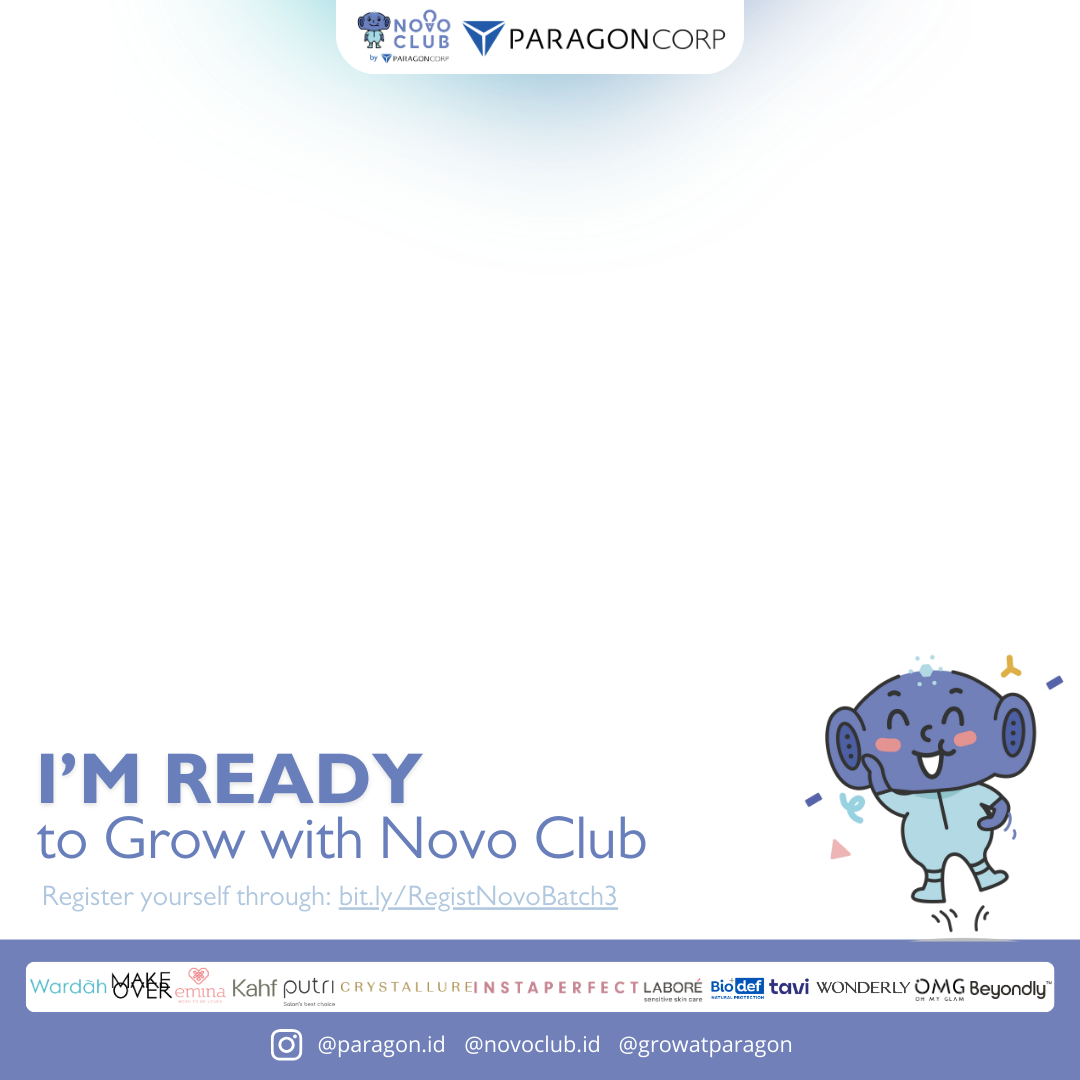 NOVO CLUB
by PARAGONCORP
PARAGONCORP
I'M READY
to Grow with Novo Club
Register yourself through: bit.ly/RegistNovoBatch3
Wardah MAKE OVER emina Kahf putri CRYSTALLURE INSTAPERFECT LABORÉ Biodef tavi WONDERLY OMG Beyondly™
Salon's best choice sensitive skin care NATURAL PROTECTION OH MY GLAM
@paragon.id @novoclub.id @growatparagon